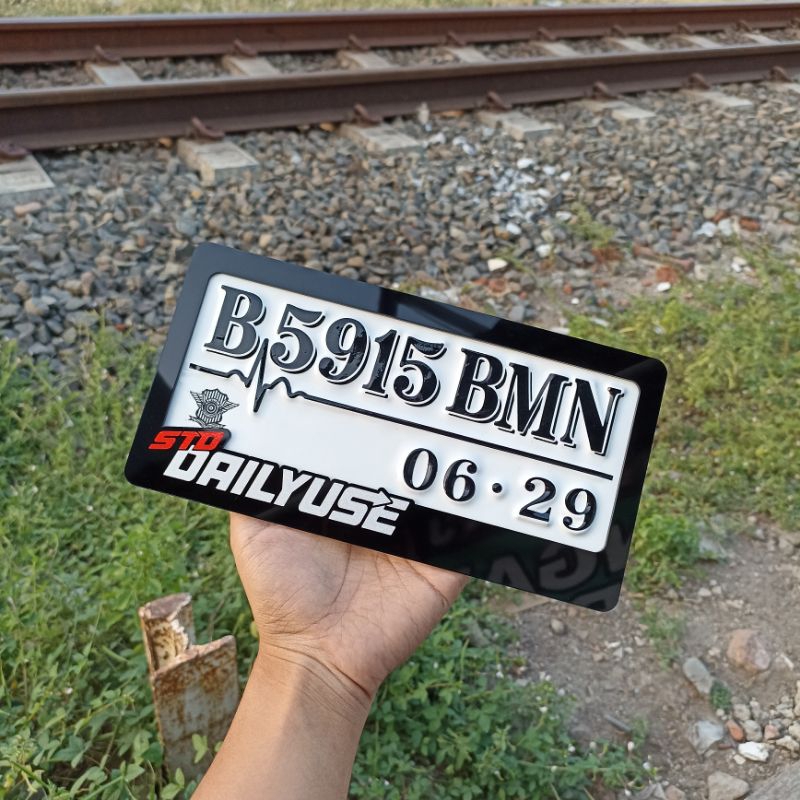 B 5915 BMN
06 · 29
STD
DAILYUSE